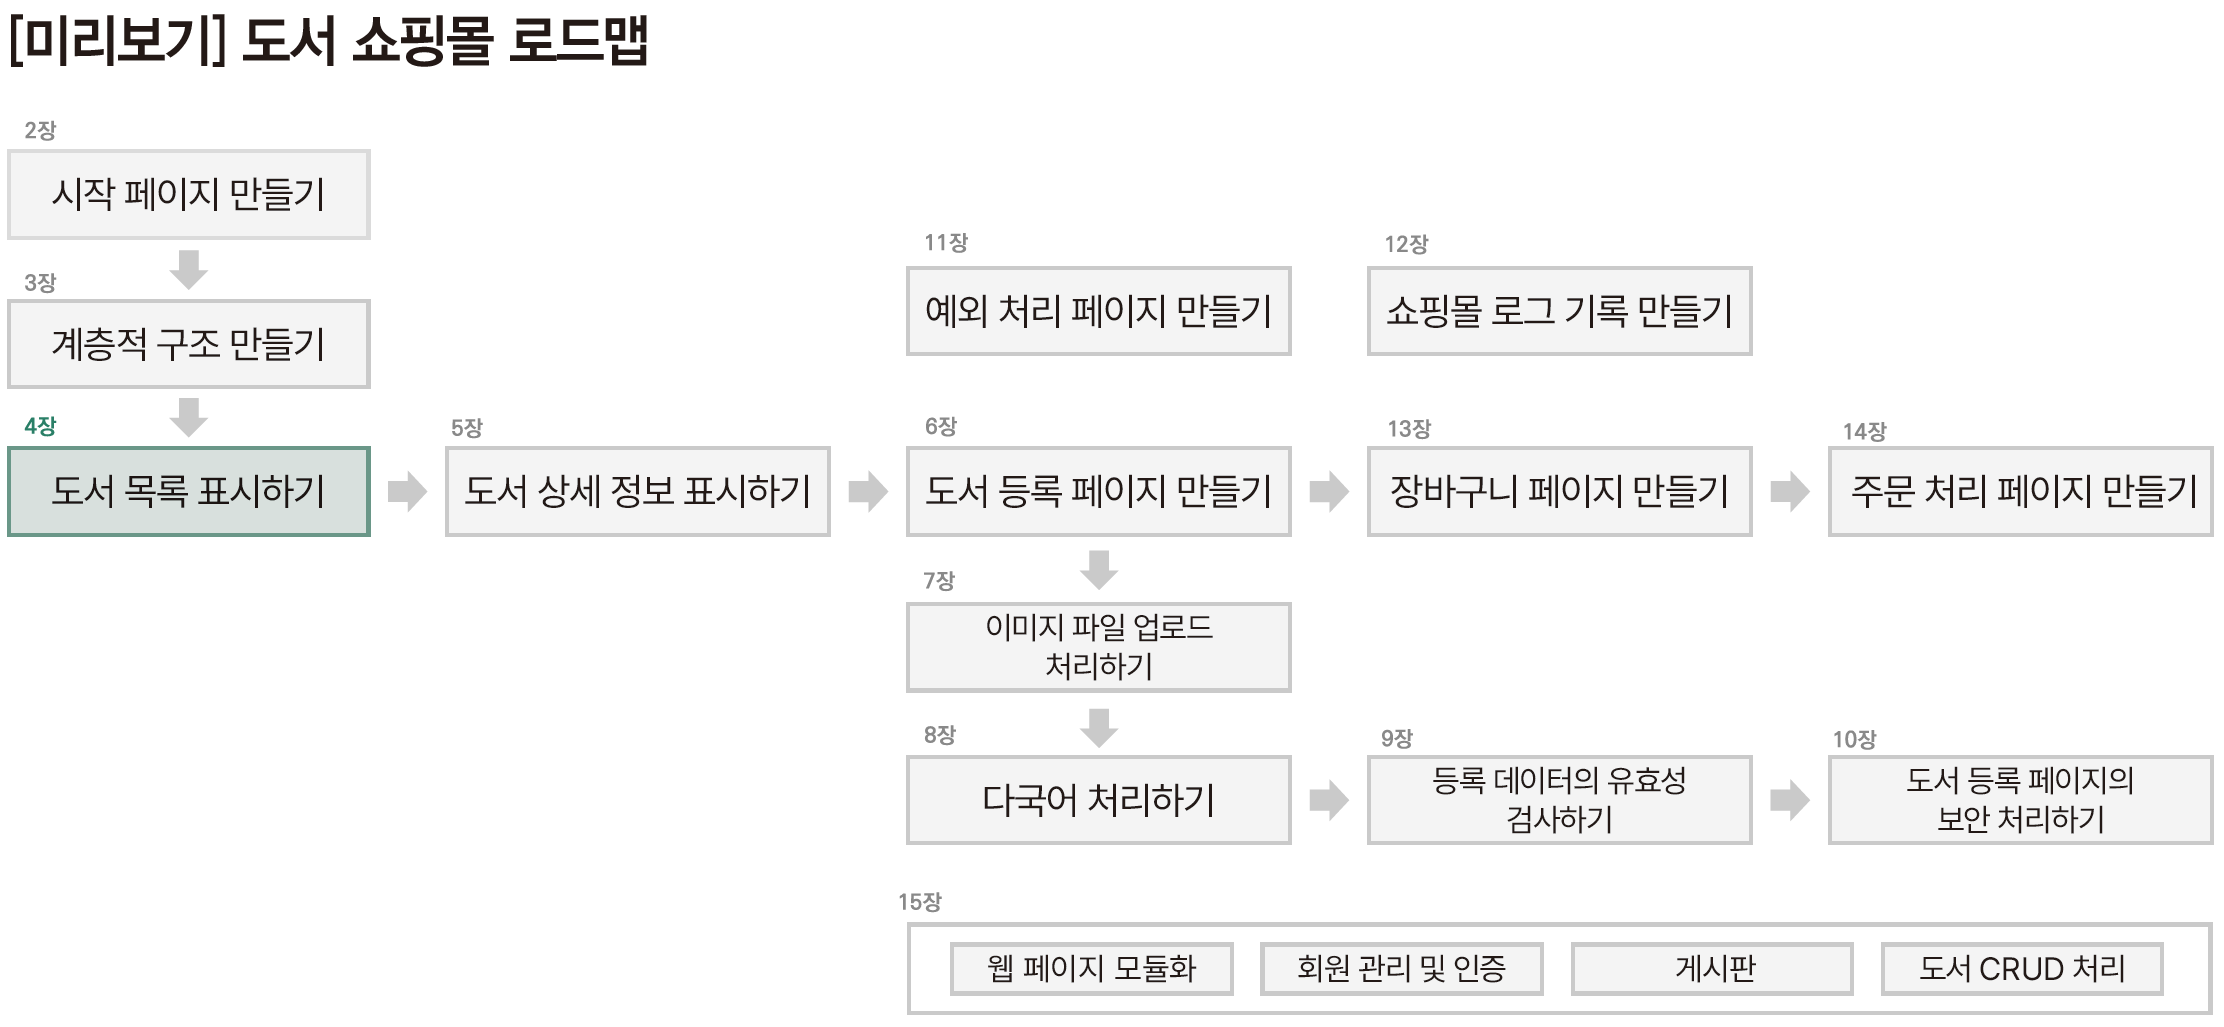 [미리보기] 도서 쇼핑몰 로드맵
2장
시작 페이지 만들기
3장
계층적 구조 만들기
11장
예외 처리 페이지 만들기
12장
쇼핑몰 로그 기록 만들기
4장
도서 목록 표시하기
5장
도서 상세 정보 표시하기
6장
도서 등록 페이지 만들기
13장
장바구니 페이지 만들기
14장
주문 처리 페이지 만들기
7장
이미지 파일 업로드
처리하기
8장
다국어 처리하기
9장
등록 데이터의 유효성
검사하기
10장
도서 등록 페이지의
보안 처리하기
15장
웹 페이지 모듈화
회원 관리 및 인증
게시판
도서 CRUD 처리